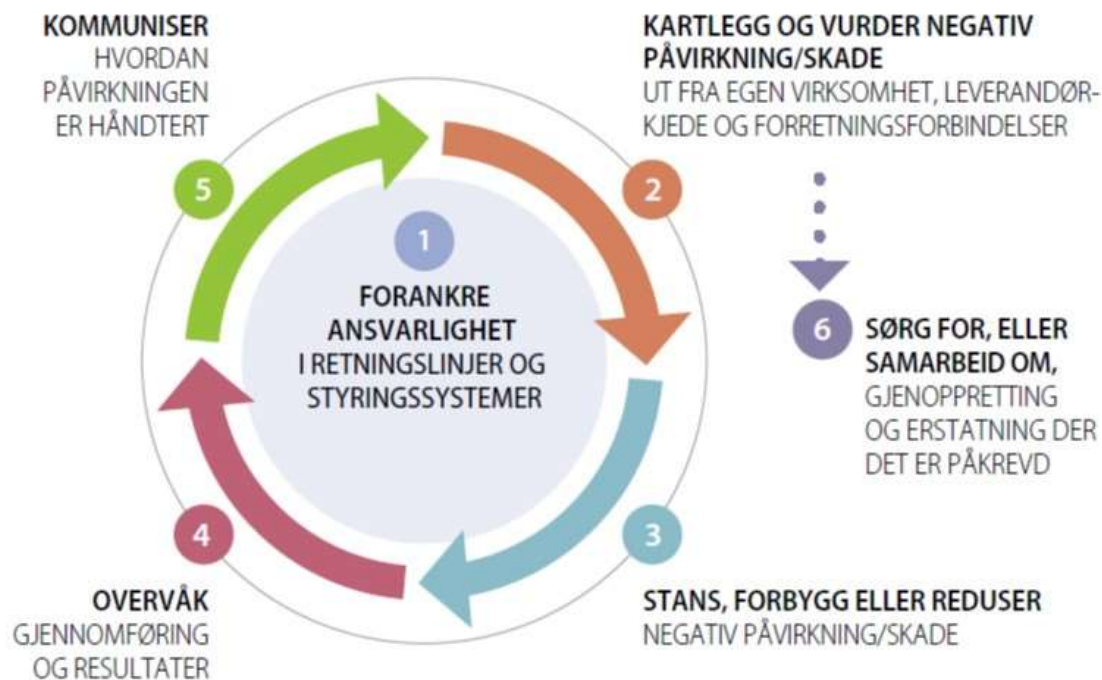 KOMMUNISER
HVORDAN
PÅVIRKNINGEN
ER HÅNDTERT
5
KARTLEGG OG VURDER NEGATIV
PÅVIRKNING/SKADE
UT FRA EGEN VIRKSOMHET, LEVERANDØR-
KJEDE OG FORRETNINGSFORBINDELSER
2
1
FORANKRE
ANSVARLIGHET
I RETNINGSLINJER OG
STYRINGSSYSTEMER
6
SØRG FOR, ELLER
SAMARBEID OM,
GJENOPPRETTING
OG ERSTATNING DER
DET ER PÅKREVD
4
OVERVÅK
GJENNOMFØRING
OG RESULTATER
3
STANS, FORBYGG ELLER REDUSER
NEGATIV PÅVIRKNING/SKADE